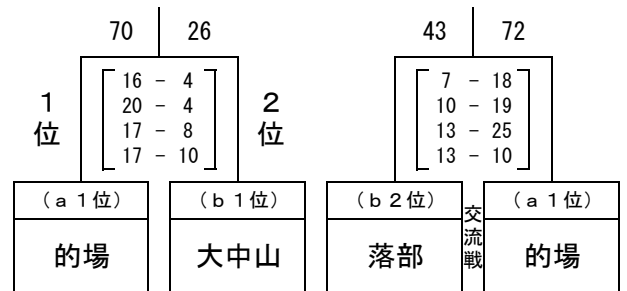 70 26
16 - 4
20 - 4
17 - 8
17 - 10
1位
2位
(a 1位)
(b 1位)
的場
大中山
43 72
7 - 18
10 - 19
13 - 25
13 - 10
(b 2位)
(a 1位)
落部
交流戦
的場